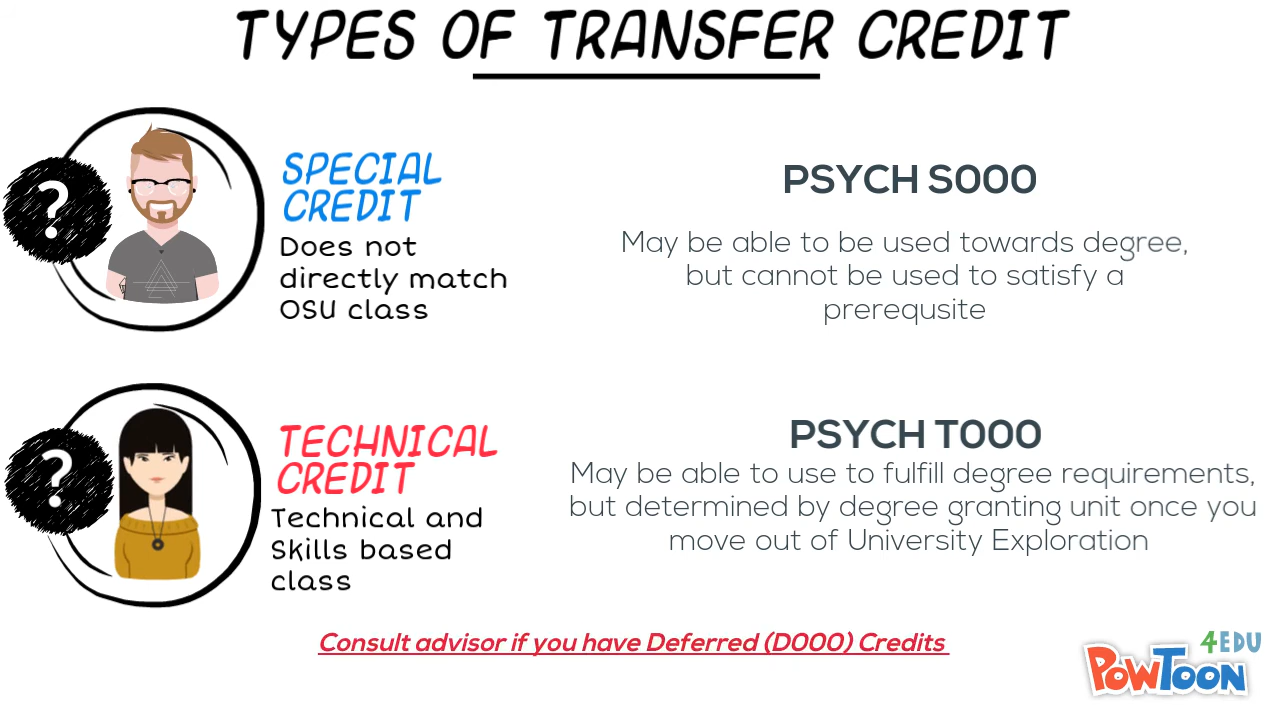 TYPES OF TRANSFER CREDIT
?
SPECIAL
CREDIT
Does not
directly match
OSU class
PSYCH S000
May be able to be used towards degree,
but cannot be used to satisfy a
prerequsite
?
TECHNICAL
CREDIT
Technical and
Skills based
class
PSYCH T000
May be able to use to fulfill degree requirements,
but determined by degree granting unit once you
move out of University Exploration
Consult advisor if you have Deferred (D000) Credits
4EDU
POWTOON